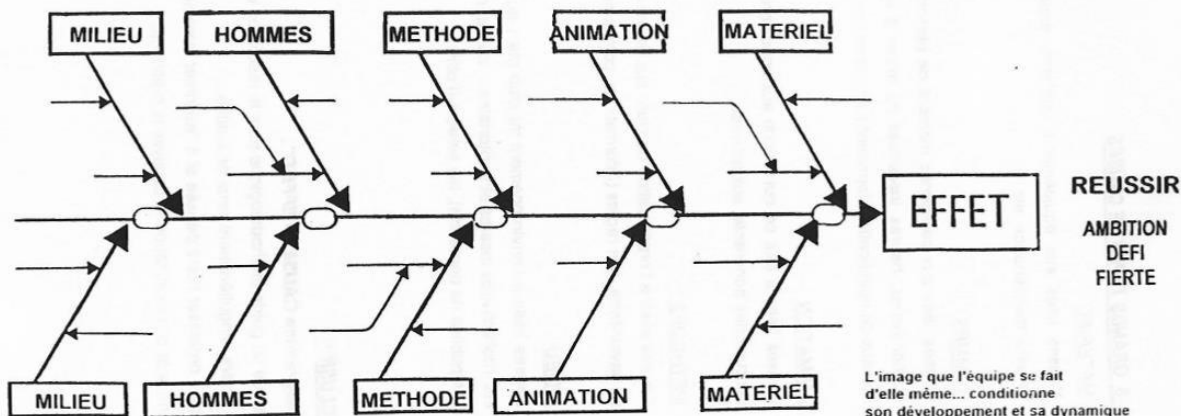 MILIEU
HOMMES
METHODE
ANIMATION
MATERIEL
EFFET
REUSSIR
AMBITION
DEFI
FIERTE
MILIEU
HOMMES
METHODE
ANIMATION
MATERIEL
L'image que l'équipe se fait
d'elle même... conditionne
son développement et sa dynamique